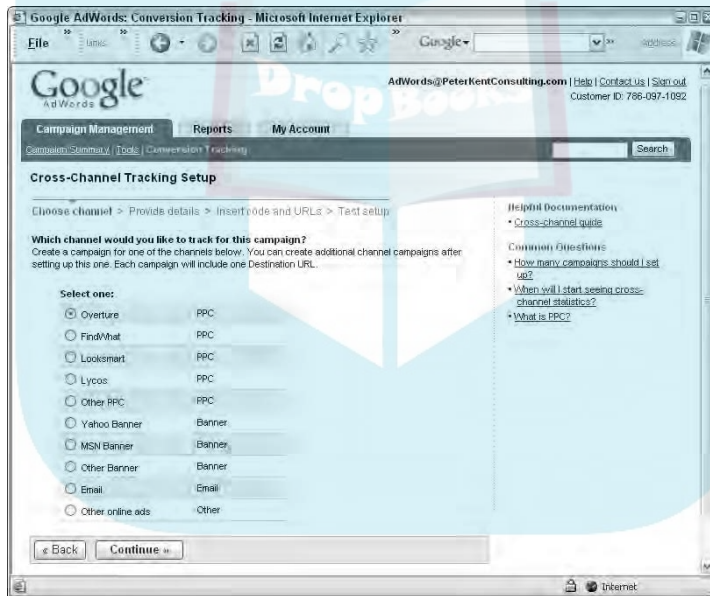 Google AdWords: Conversion Tracking - Microsoft Internet Explorer
File » Links » » Google » Address
Google
AdWords
AdWords@PeterKentConsulting.com | Help | Contact us | Sign out
Customer ID: 786-097-1092
Drop Books
Campaign Management Reports My Account
Campaign Summary | Tools | Conversion Tracking
Search
Cross-Channel Tracking Setup
Choose channel > Provide details > Insert code and URLs > Test setup
Which channel would you like to track for this campaign?
Create a campaign for one of the channels below. You can create additional channel campaigns after
setting up this one. Each campaign will include one Destination URL.
Select one:
Overture PPC
FindWhat PPC
Looksmart PPC
Lycos PPC
Other PPC PPC
Yahoo Banner Banner
MSN Banner Banner
Other Banner Banner
Email Email
Other online ads Other
« Back Continue »
Helpful Documentation
• Cross-channel guide
Common Questions
• How many campaigns should I set
up?
• When will I start seeing cross-
channel statistics?
• What is PPC?
Internet